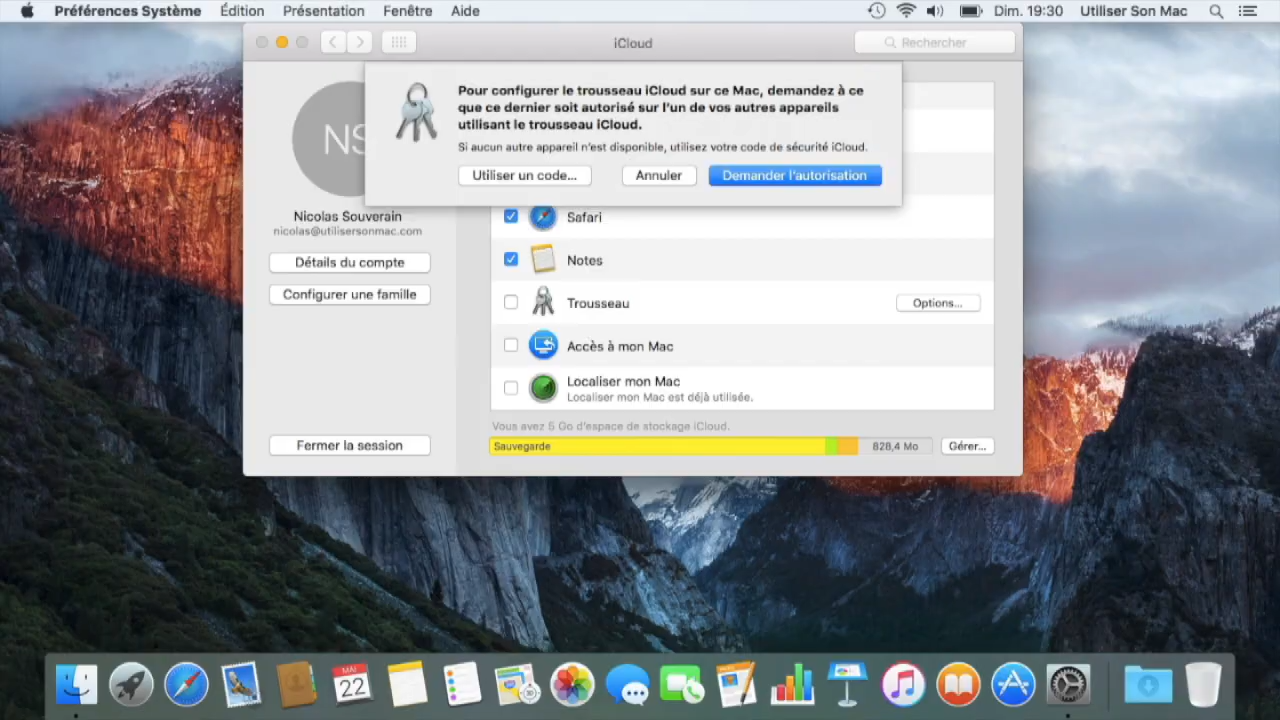 Préférences Système Édition Présentation Fenêtre Aide Dim. 19:30 Utiliser Son Mac
iCloud
Rechercher
Pour configurer le trousseau iCloud sur ce Mac, demandez à ce
que ce dernier soit autorisé sur l'un de vos autres appareils
utilisant le trousseau iCloud.
Si aucun autre appareil n'est disponible, utilisez votre code de sécurité iCloud.
Utiliser un code... Annuler Demander l'autorisation
NS
Nicolas Souverain
nicolas@utilisersonmac.com
Détails du compte
Configurer une famille
Fermer la session
Safari
Notes
Trousseau Options...
Accès à mon Mac
Localiser mon Mac
Localiser mon Mac est déjà utilisée.
Vous avez 5 Go d'espace de stockage iCloud.
Sauvegarde 828,4 Mo Gérer...
MAI
22